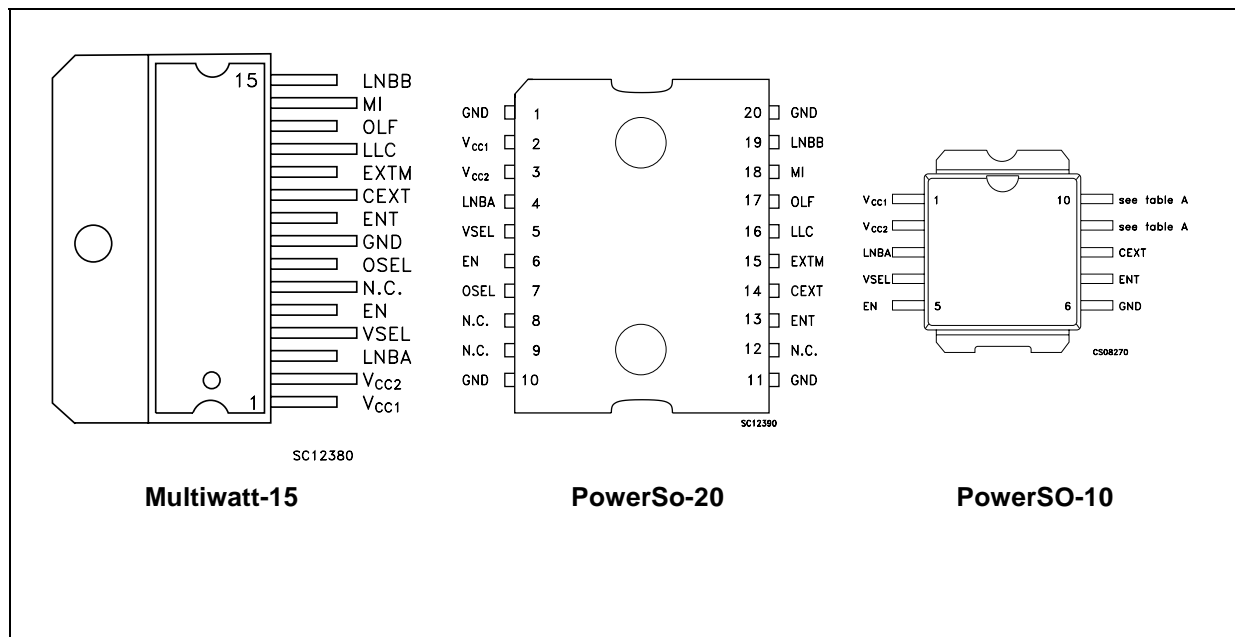 15 LNBB
MI
OLF
LLC
EXTM
CEXT
ENT
GND
OSEL
N.C.
EN
VSEL
LNBA
VCC2
1 VCC1
SC12380
Multiwatt-15
GND 1 20 GND
VCC1 2 19 LNBB
VCC2 3 18 MI
LNBA 4 17 OLF
VSEL 5 16 LLC
EN 6 15 EXTM
OSEL 7 14 CEXT
N.C. 8 13 ENT
N.C. 9 12 N.C.
GND 10 11 GND
SC12390
PowerSo-20
VCC1 1 10 see table A
VCC2 see table A
LNBA CEXT
VSEL ENT
EN 5 6 GND
CS08270
PowerSO-10